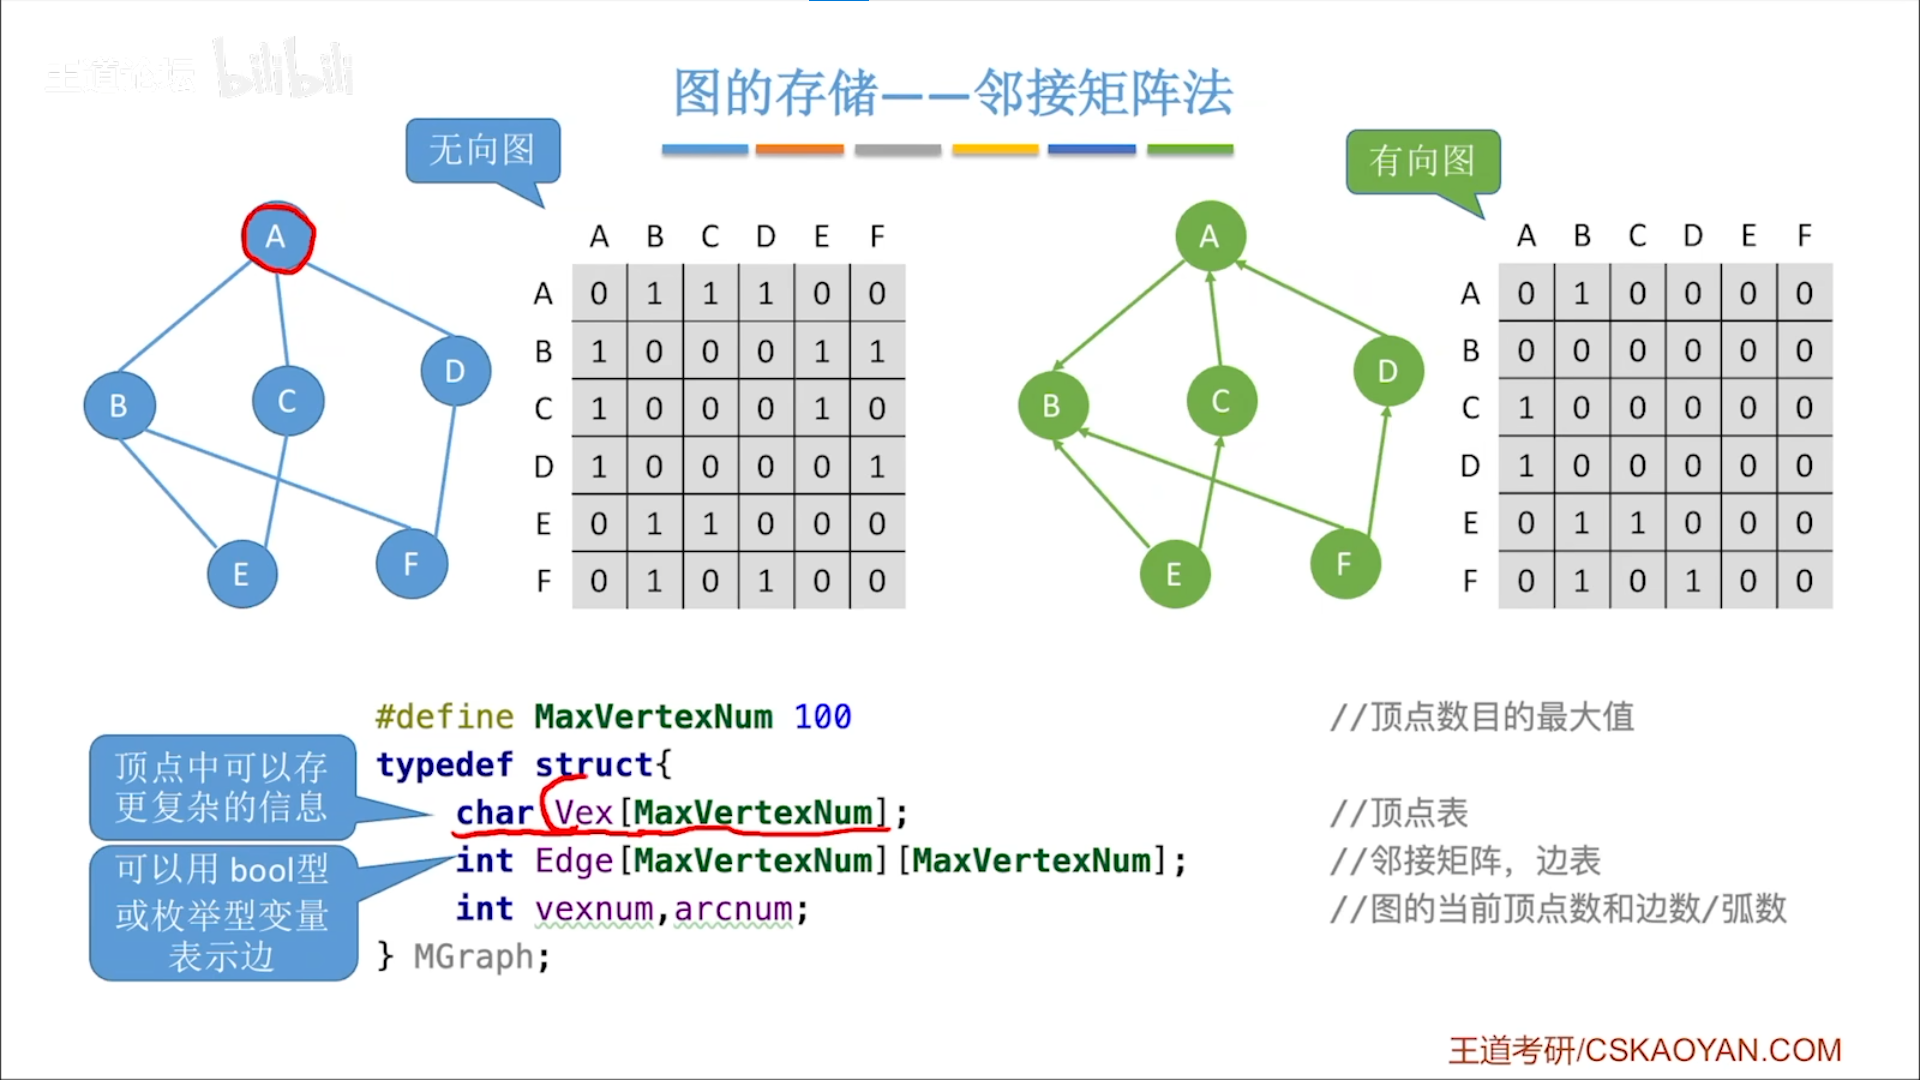 王道论坛 bilibili
图的存储——邻接矩阵法
无向图
有向图
A
B
C
D
E
F
A B C D E F
A 0 1 1 1 0 0
B 1 0 0 0 1 1
C 1 0 0 0 1 0
D 1 0 0 0 0 1
E 0 1 1 0 0 0
F 0 1 0 1 0 0
A
B
C
D
E
F
A B C D E F
A 0 1 0 0 0 0
B 0 0 0 0 0 0
C 1 0 0 0 0 0
D 1 0 0 0 0 0
E 0 1 1 0 0 0
F 0 1 0 1 0 0
#define MaxVertexNum 100 //顶点数目的最大值
typedef struct{
char Vex[MaxVertexNum]; //顶点表
int Edge[MaxVertexNum][MaxVertexNum]; //邻接矩阵，边表
int vexnum,arcnum; //图的当前顶点数和边数/弧数
} MGraph;
顶点中可以存
更复杂的信息
可以用 bool型
或枚举型变量
表示边
王道考研/CSKAOYAN.COM